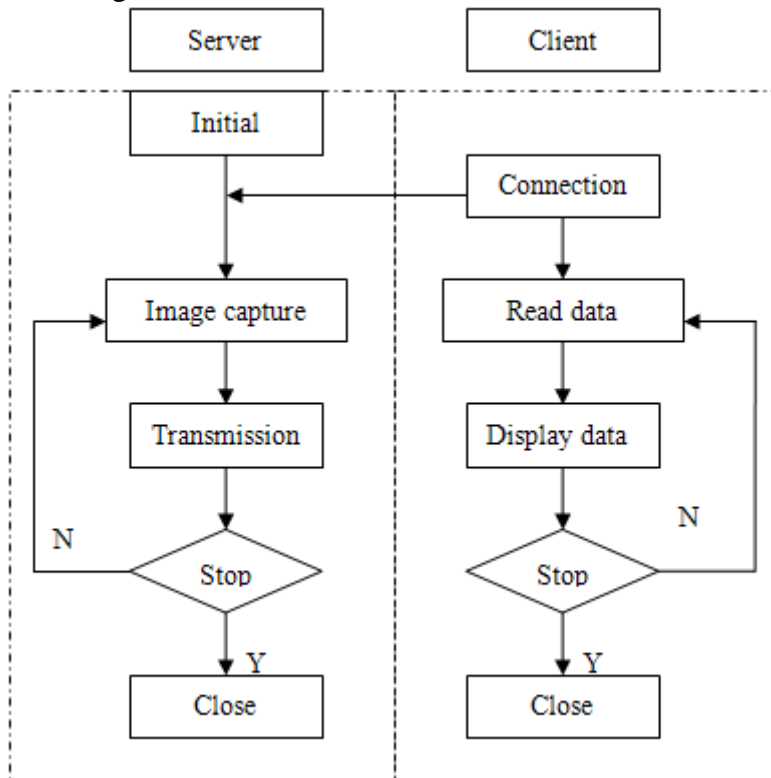 Server
Client
Initial
Connection
Image capture
Read data
Transmission
Display data
N
N
Stop
Stop
Y
Y
Close
Close